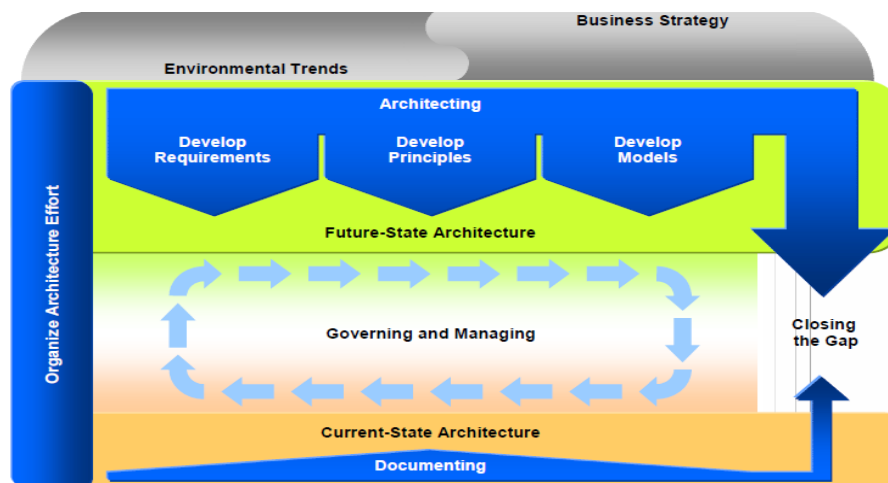 Business Strategy
Environmental Trends
Architecting
Develop
Requirements
Develop
Principles
Develop
Models
Organize Architecture Effort
Future-State Architecture
Governing and Managing
Closing
the Gap
Current-State Architecture
Documenting